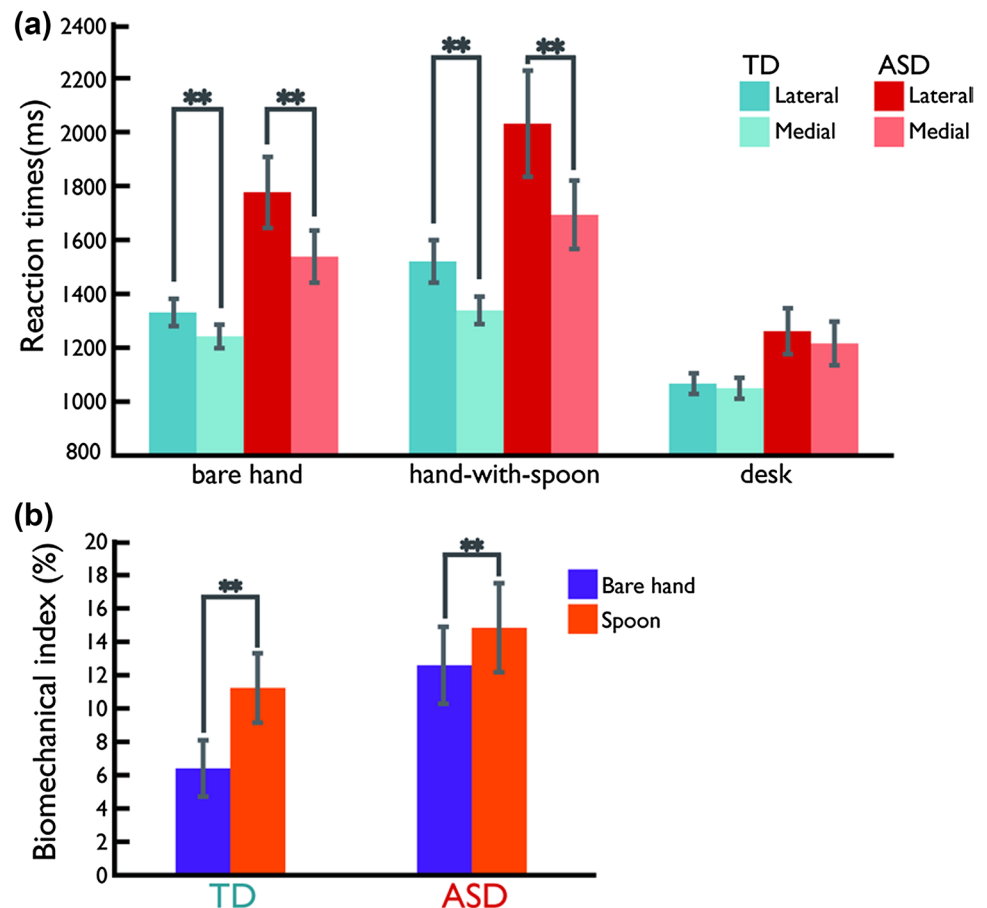 (a)
Reaction times(ms)
2400
2200
2000
1800
1600
1400
1200
1000
800
** ** ** **
TD ASD
Lateral Lateral
Medial Medial
bare hand hand-with-spoon desk
(b)
Biomechanical index (%)
20
18
16
14
12
10
8
6
4
2
0
** **
Bare hand
Spoon
TD ASD